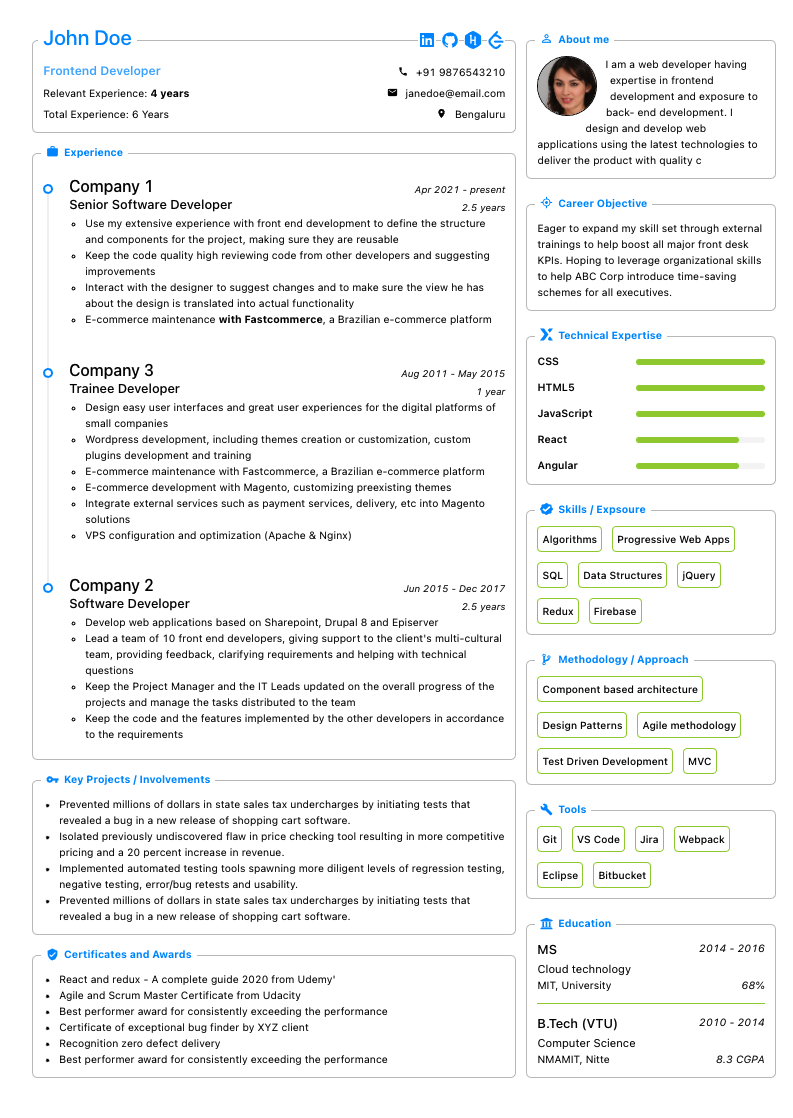 John Doe
Frontend Developer
+91 9876543210
Relevant Experience: 4 years
janedoe@email.com
Total Experience: 6 Years
Bengaluru
Experience
Company 1
Apr 2021 - present
Senior Software Developer
2.5 years
Use my extensive experience with front end development to define the structure
and components for the project, making sure they are reusable
Keep the code quality high reviewing code from other developers and suggesting
improvements
Interact with the designer to suggest changes and to make sure the view he has
about the design is translated into actual functionality
E-commerce maintenance with Fastcommerce, a Brazilian e-commerce platform
Company 3
Aug 2011 - May 2015
Trainee Developer
1 year
Design easy user interfaces and great user experiences for the digital platforms of
small companies
Wordpress development, including themes creation or customization, custom
plugins development and training
E-commerce maintenance with Fastcommerce, a Brazilian e-commerce platform
E-commerce development with Magento, customizing preexisting themes
Integrate external services such as payment services, delivery, etc into Magento
solutions
VPS configuration and optimization (Apache & Nginx)
Company 2
Jun 2015 - Dec 2017
Software Developer
2.5 years
Develop web applications based on Sharepoint, Drupal 8 and Episerver
Lead a team of 10 front end developers, giving support to the client's multi-cultural
team, providing feedback, clarifying requirements and helping with technical
questions
Keep the Project Manager and the IT Leads updated on the overall progress of the
projects and manage the tasks distributed to the team
Keep the code and the features implemented by the other developers in accordance
to the requirements
Key Projects / Involvements
Prevented millions of dollars in state sales tax undercharges by initiating tests that
revealed a bug in a new release of shopping cart software.
Isolated previously undiscovered flaw in price checking tool resulting in more competitive
pricing and a 20 percent increase in revenue.
Implemented automated testing tools spawning more diligent levels of regression testing,
negative testing, error/bug retests and usability.
Prevented millions of dollars in state sales tax undercharges by initiating tests that
revealed a bug in a new release of shopping cart software.
Certificates and Awards
React and redux - A complete guide 2020 from Udemy'
Agile and Scrum Master Certificate from Udacity
Best performer award for consistently exceeding the performance
Certificate of exceptional bug finder by XYZ client
Recognition zero defect delivery
Best performer award for consistently exceeding the performance
About me
I am a web developer having
expertise in frontend
development and exposure to
back- end development. I
design and develop web
applications using the latest technologies to
deliver the product with quality c
Career Objective
Eager to expand my skill set through external
trainings to help boost all major front desk
KPIs. Hoping to leverage organizational skills
to help ABC Corp introduce time-saving
schemes for all executives.
Technical Expertise
CSS
HTML5
JavaScript
React
Angular
Skills / Expsoure
Algorithms Progressive Web Apps
SQL Data Structures jQuery
Redux Firebase
Methodology / Approach
Component based architecture
Design Patterns Agile methodology
Test Driven Development MVC
Tools
Git VS Code Jira Webpack
Eclipse Bitbucket
Education
MS 2014 - 2016
Cloud technology
MIT, University 68%
B.Tech (VTU) 2010 - 2014
Computer Science
NMAMIT, Nitte 8.3 CGPA